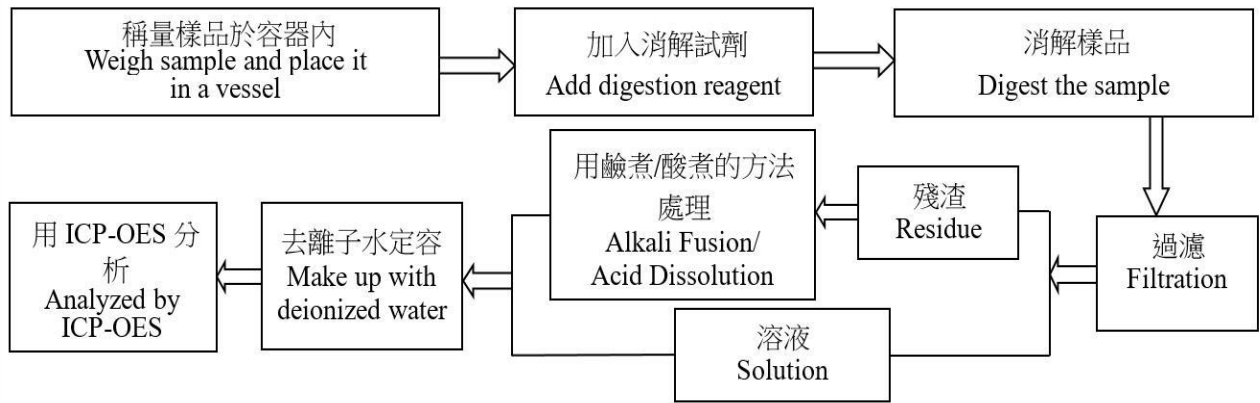 稱量樣品於容器內
Weigh sample and place it
in a vessel
加入消解試劑
Add digestion reagent
消解樣品
Digest the sample
過濾
Filtration
殘渣
Residue
用鹼煮/酸煮的方法
處理
Alkali Fusion/
Acid Dissolution
溶液
Solution
去離子水定容
Make up with
deionized water
用 ICP-OES 分
析
Analyzed by
ICP-OES